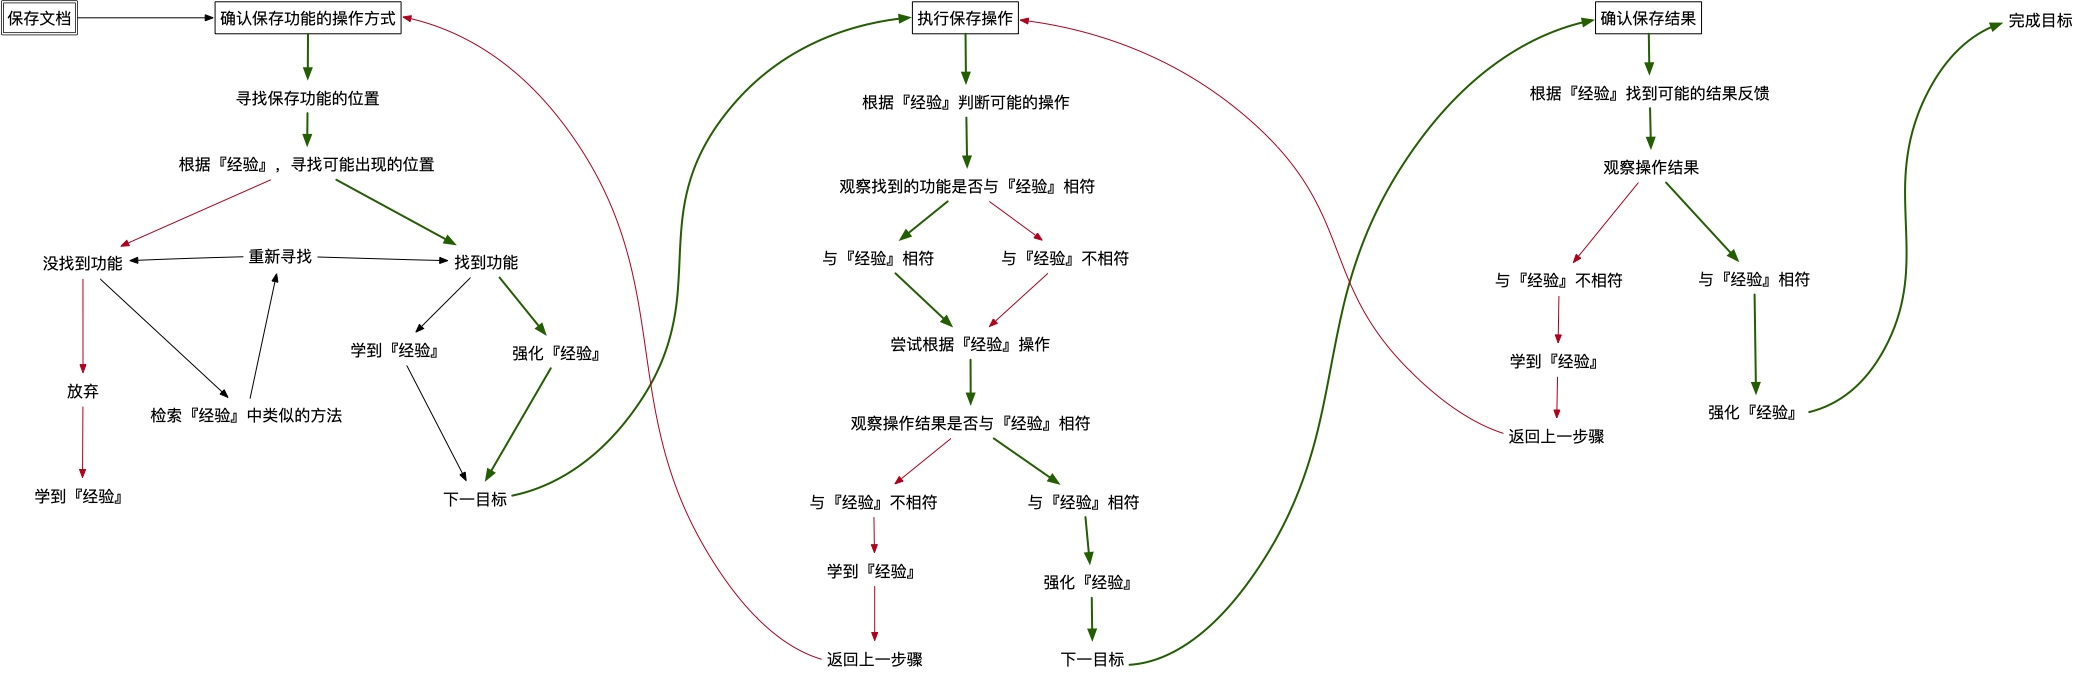 保存文档
确认保存功能的操作方式
寻找保存功能的位置
根据『经验』，寻找可能出现的位置
没找到功能
重新寻找
找到功能
学到『经验』
强化『经验』
放弃
检索『经验』中类似的方法
学到『经验』
下一目标
执行保存操作
根据『经验』判断可能的操作
观察找到的功能是否与『经验』相符
与『经验』相符
与『经验』不相符
尝试根据『经验』操作
观察操作结果是否与『经验』相符
与『经验』不相符
与『经验』相符
学到『经验』
强化『经验』
返回上一步骤
下一目标
确认保存结果
根据『经验』找到可能的结果反馈
观察操作结果
与『经验』不相符
与『经验』相符
学到『经验』
强化『经验』
返回上一步骤
完成目标